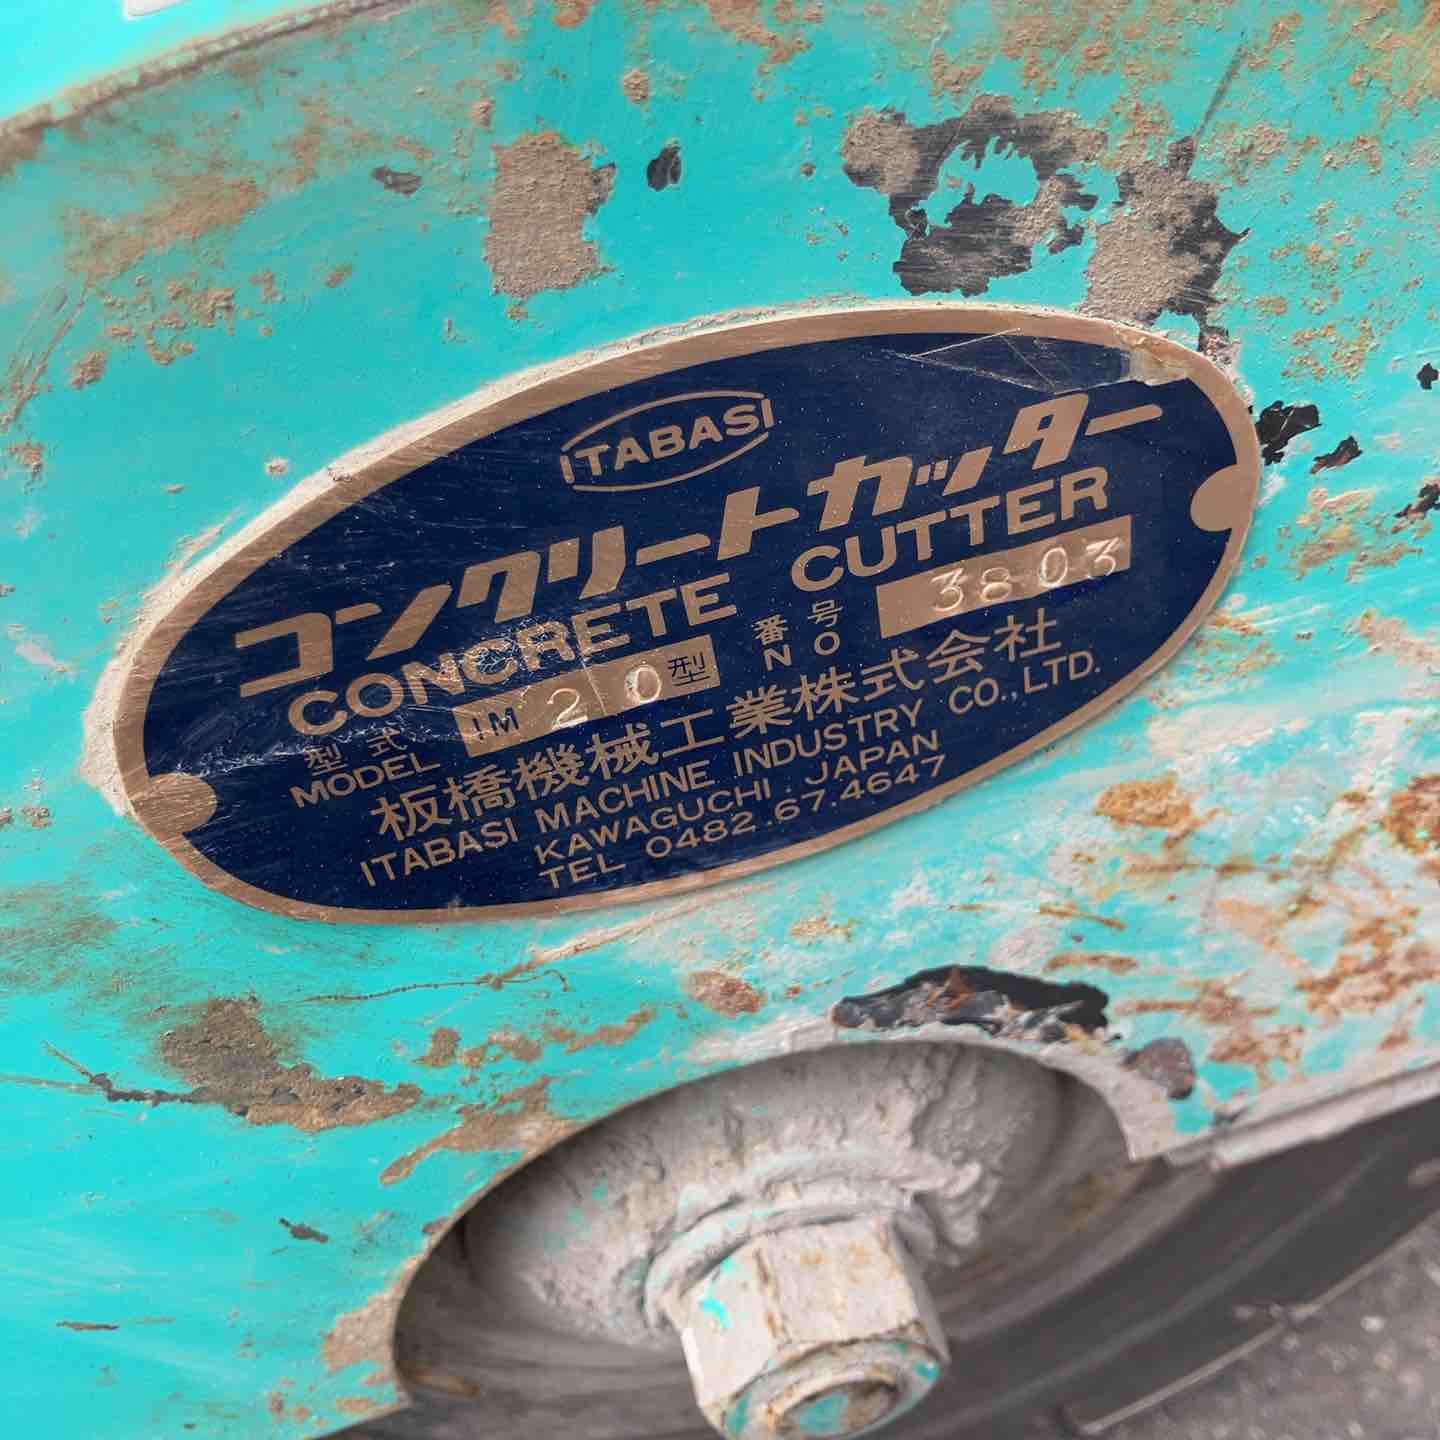 ITABASI
コンクリートカッター
CONCRETE CUTTER
型式 IM 20型 番号 3803
MODEL NO
板橋機械工業株式会社
ITABASI MACHINE INDUSTRY CO.,LTD.
KAWAGUCHI. JAPAN
TEL 0482.67.4647